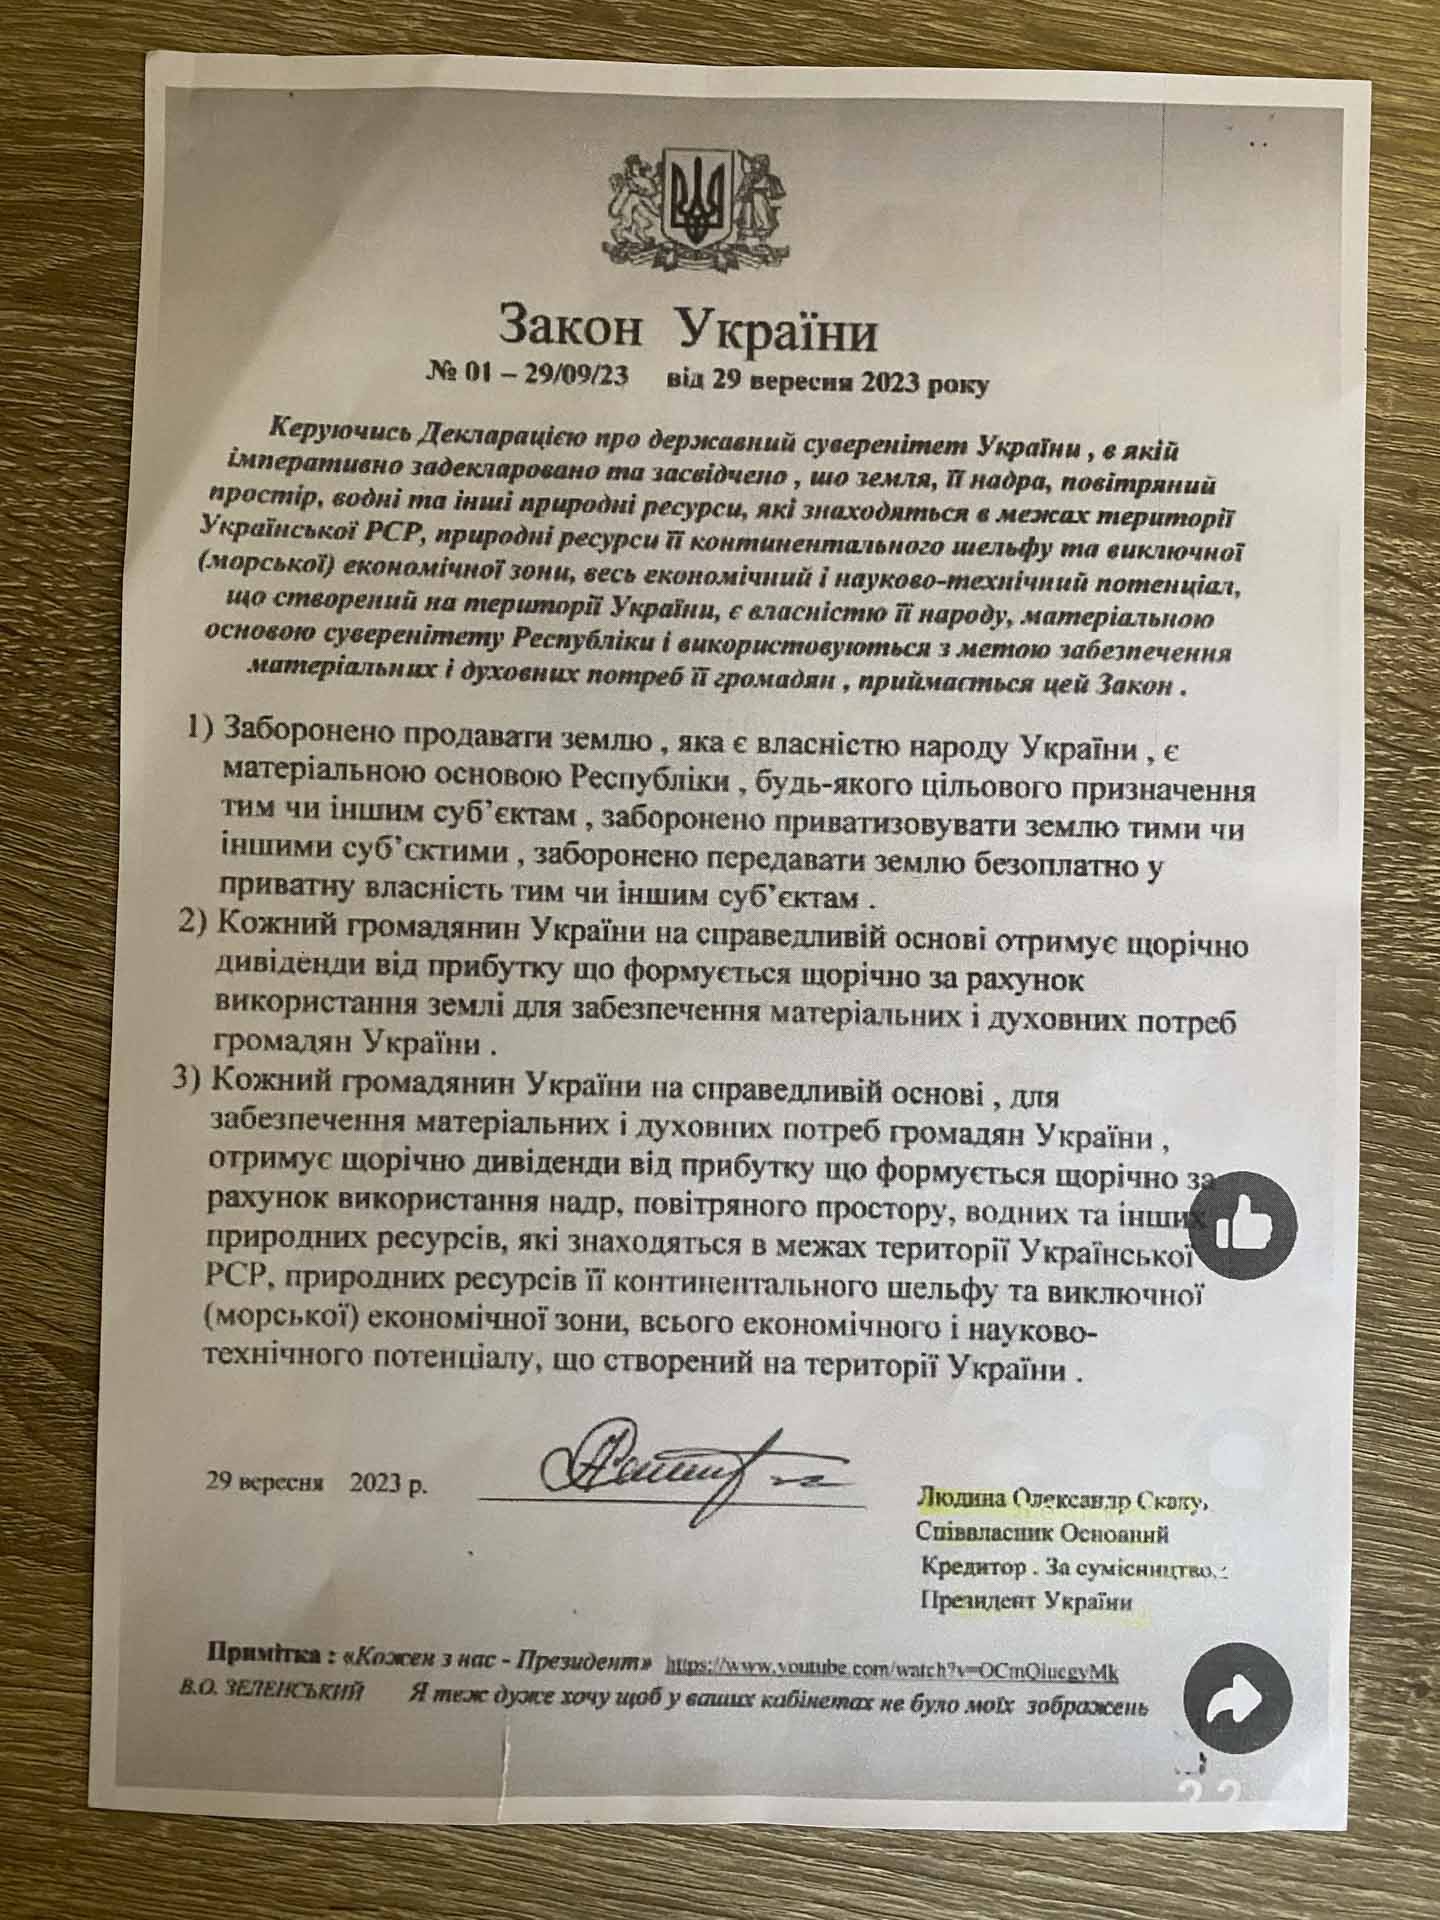 Закон Україниㅤ
№ 01 – 29/09/23 від 29 вересня 2023 року
Керуючись Декларацією про державний суверенітет України , в якій
імперативно задекларовано та засвідчено , шо земля, її надра, повітряний
простір, водні та інші природні ресурси, які знаходяться в межах території
Української РСР, природні ресурси її континентального шельфу та виключної
(морської) економічної зони, весь економічний і науково-технічний потенціал,
що створений на території України, є власністю її народу, матеріальною
основою суверенітету Республіки і використовуються з метою забезпечення
матеріальних і духовних потреб її громадян , приймається цей Закон .
1) Заборонено продавати землю , яка є власністю народу України , є
матеріальною основою Республіки , будь-якого цільового призначення
тим чи іншим суб’єктам , заборонено приватизовувати землю тими чи
іншими суб’єктими , заборонено передавати землю безоплатно у
приватну власність тим чи іншим суб’єктам .
2) Кожний громадянин України на справедливій основі отримує щорічно
дивіденди від прибутку що формується щорічно за рахунок
використання землі для забезпечення матеріальних і духовних потреб
громадян України .
3) Кожний громадянин України на справедливій основі , для
забезпечення матеріальних і духовних потреб громадян України ,
отримує щорічно дивіденди від прибутку що формується щорічно за
рахунок використання надр, повітряного простору, водних та інших
природних ресурсів, які знаходяться в межах території Української
РСР, природних ресурсів її континентального шельфу та виключної
(морської) економічної зони, всього економічного і науково-
технічного потенціалу, що створений на території України .
29 вересня 2023 р.
Людина Олександр
Співвласник Основний
Кредитор . За сумісництво
Президент України
Примітка : «Кожен з нас - Президент» https://www.youtube.com/watch?v=
В.О. ЗЕЛЕНСЬКИЙ Я теж дуже хочу щоб у ваших кабінетах не було моїх зображень